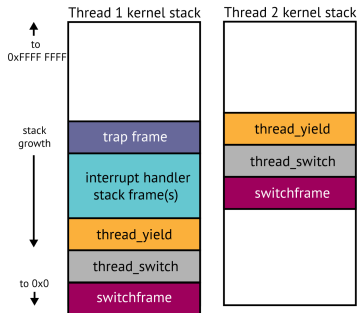 Thread 1 kernel stack
Thread 2 kernel stack
to
0xFFFF FFFF
stack
growth
to 0x0
trap frame
interrupt handler
stack frame(s)
thread_yield
thread_switch
switchframe
thread_yield
thread_switch
switchframe